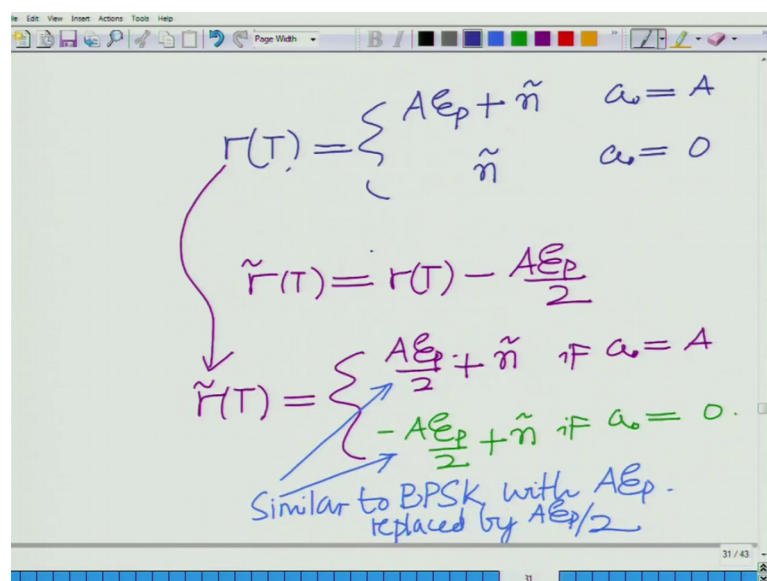 File Edit View Insert Actions Tools Help
Page Width
B I
r(T) = { Aℰp + ñ   a₀ = A
ñ   a₀ = 0
r̃(T) = r(T) − Aℰp/2
r̃(T) = { Aℰp/2 + ñ if a₀ = A
−Aℰp/2 + ñ if a₀ = 0.
Similar to BPSK with Aℰp.
replaced by Aℰp/2
31 / 43
31